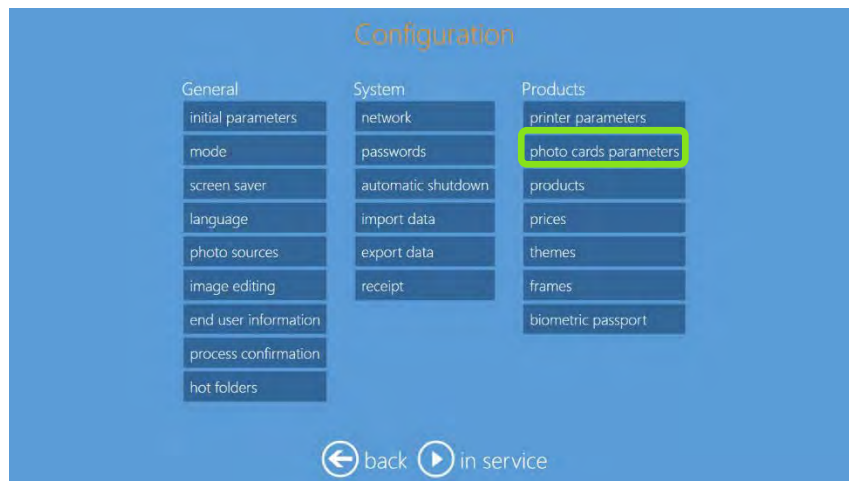 Configuration
General
initial parameters
mode
screen saver
language
photo sources
image editing
end user information
process confirmation
hot folders
System
network
passwords
automatic shutdown
import data
export data
receipt
Products
printer parameters
photo cards parameters
products
prices
themes
frames
biometric passport
back in service